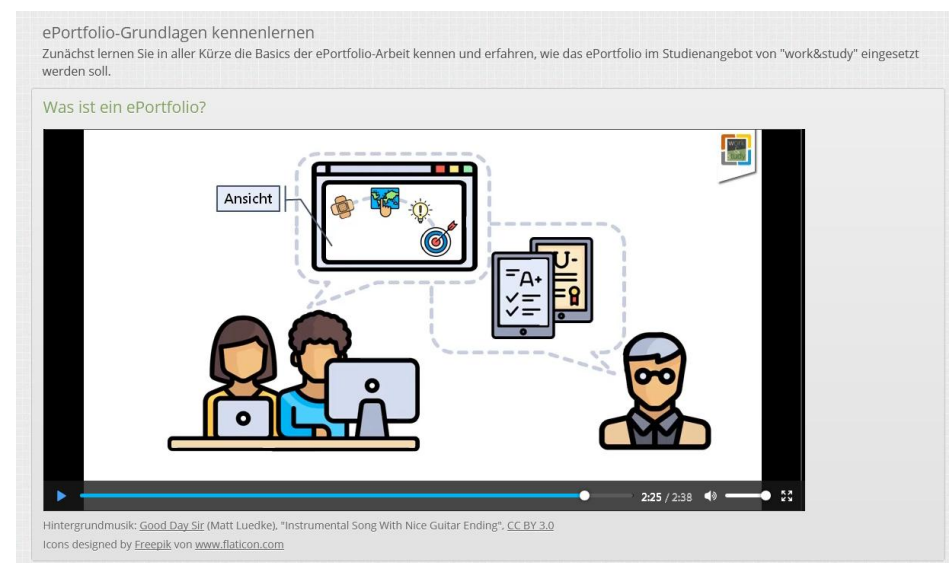 ePortfolio-Grundlagen kennenlernen
Zunächst lernen Sie in aller Kürze die Basics der ePortfolio-Arbeit kennen und erfahren, wie das ePortfolio im Studienangebot von "work&study" eingesetzt
werden soll.
Was ist ein ePortfolio?
work
study
Ansicht
A+
U-
2:25 / 2:38
Hintergrundmusik: Good Day Sir (Matt Luedke), "Instrumental Song With Nice Guitar Ending", CC BY 3.0
Icons designed by Freepik von www.flaticon.com